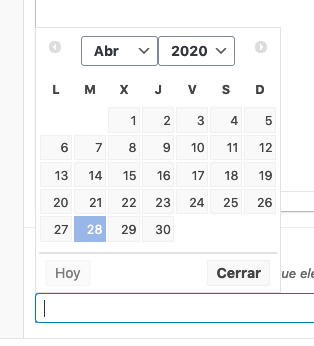 Abr 2020
L M X J V S D
1 2 3 4 5
6 7 8 9 10 11 12
13 14 15 16 17 18 19
20 21 22 23 24 25 26
27 28 29 30
Hoy Cerrar
ue ele